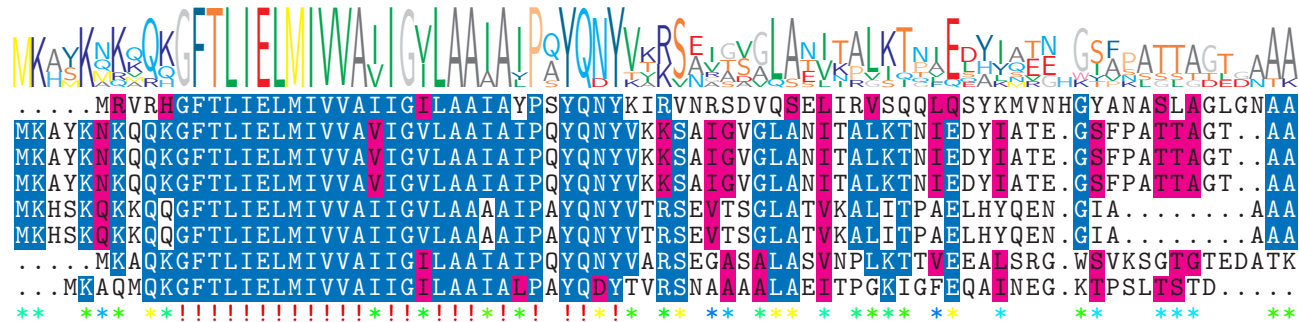 .....MRVRHGFTLIELMIVVAIIGILAAIAYPSYQNYKIRVNRSDVQSELIRVSQQLQSYKMVNHGYANASLAGLGNAA
MKAYKNKQQKGFTLIELMIVVAVIGVLAAIAIPQYQNYVKKSAIGVGLANITALKTNIEDYIATE.GSFPATTAGT..AA
MKAYKNKQQKGFTLIELMIVVAVIGVLAAIAIPQYQNYVKKSAIGVGLANITALKTNIEDYIATE.GSFPATTAGT..AA
MKAYKNKQQKGFTLIELMIVVAVIGVLAAIAIPQYQNYVKKSAIGVGLANITALKTNIEDYIATE.GSFPATTAGT..AA
MKHSKQKKQQGFTLIELMIVVAIIGVLAAAAIPAYQNYVTRSEVTSGLATVKALITPAELHYQEN.GIA........AAA
MKHSKQKKQQGFTLIELMIVVAIIGVLAAAAIPAYQNYVTRSEVTSGLATVKALITPAELHYQEN.GIA........AAA
.....MKAQKGFTLIELMIVVAIIGILAAIAIPQYQNYVARSEGASALASVNPLKTTVEEALSRG.WSVKSGTGTEDATK
...MKAQMQKGFTLIELMIVVAIIGILAAIALPAYQDYTVRSNAAAALAEITPGKIGFEQAINEG.KTPSLTSTD.....